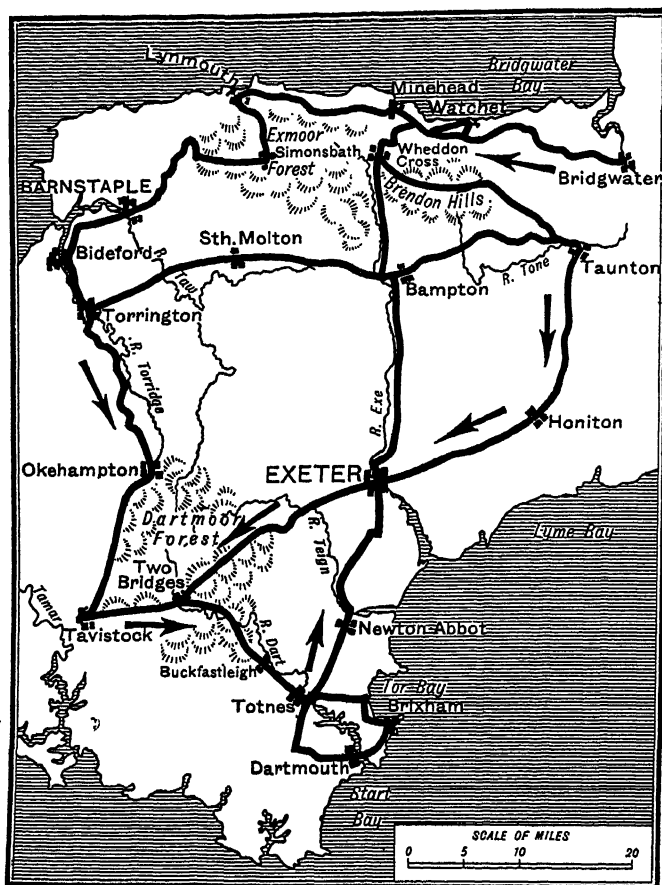 Lynmouth
Bridgwater
Bay
Minehead
Watchet
Exmoor
Simonsbath
Forest
Wheddon
Cross
Bridgwater
Brendon Hills
BARNSTAPLE
Bideford
Sth. Molton
R. Taw
R. Tone
Taunton
Bampton
Torrington
R. Torridge
R. Exe
Honiton
Okehampton
EXETER
Dartmoor
Forest
Lyme Bay
R. Teign
Two
Bridges
Tamar
Tavistock
R. Dart
Newton Abbot
Buckfastleigh
Totnes
Tor Bay
Brixham
Dartmouth
Start
Bay
SCALE OF MILES
0 5 10 20